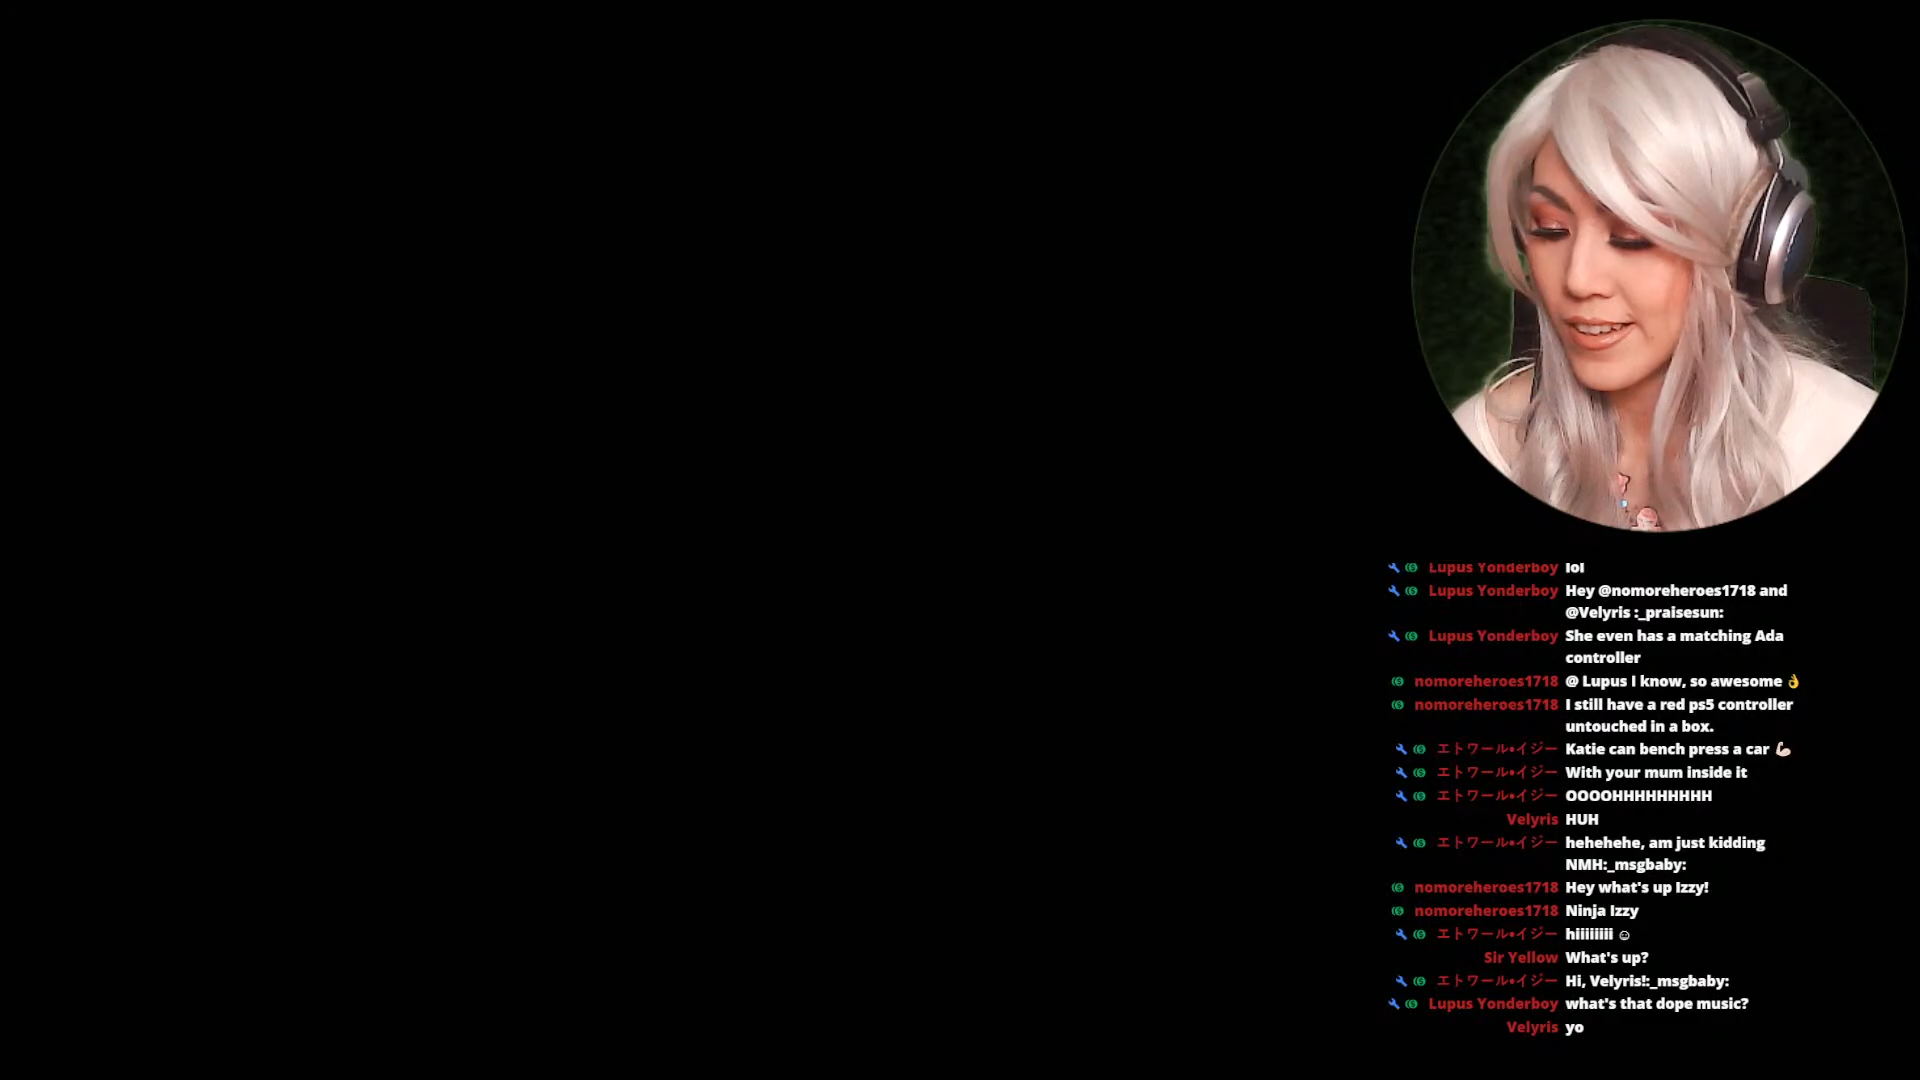 Lupus Yonderboy lol
Lupus Yonderboy Hey @nomoreheroes1718 and
@Velyris :_praisesun:
Lupus Yonderboy She even has a matching Ada
controller
nomoreheroes1718 @ Lupus I know, so awesome 👌
nomoreheroes1718 I still have a red ps5 controller
untouched in a box.
エトワール•イジー Katie can bench press a car 💪🏻
エトワール•イジー With your mum inside it
エトワール•イジー OOOOHHHHHHHHH
Velyris HUH
エトワール•イジー hehehehe, am just kidding
NMH:_msgbaby:
nomoreheroes1718 Hey what's up Izzy!
nomoreheroes1718 Ninja Izzy
エトワール•イジー hiiiiiiii ☺
Sir Yellow What's up?
エトワール•イジー Hi, Velyris!:_msgbaby:
Lupus Yonderboy what's that dope music?
Velyris yo